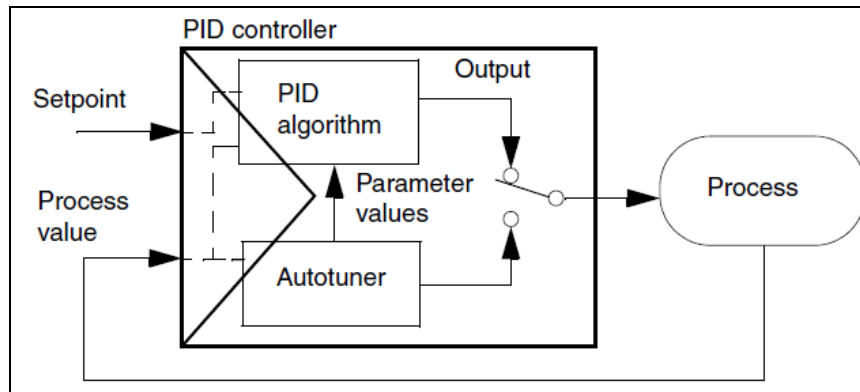 PID controller
Setpoint
PID
algorithm
Output
Process
value
Parameter
values
Process
Autotuner